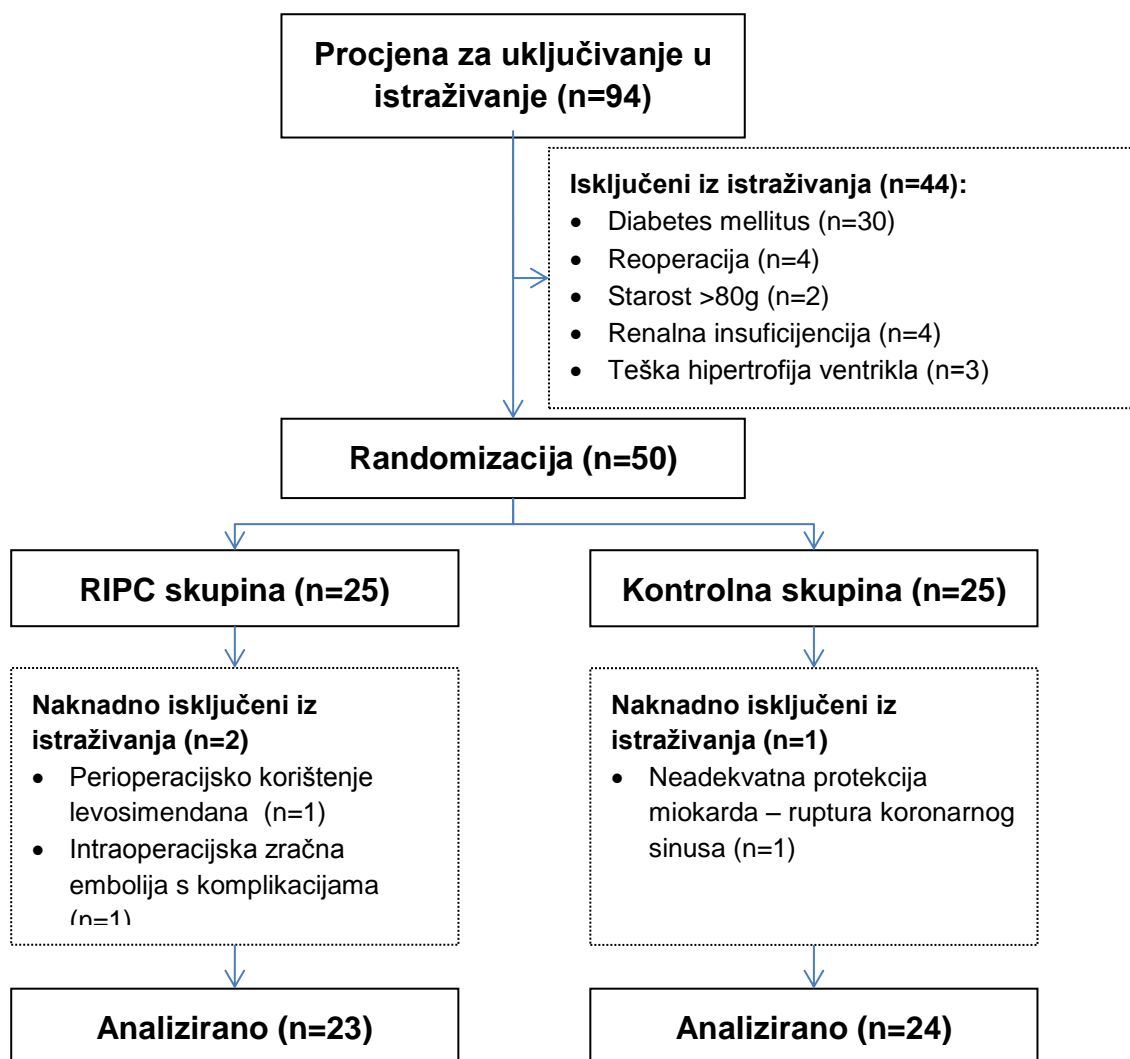 Procjena za uključivanje u
istraživanje (n=94)
Isključeni iz istraživanja (n=44):
• Diabetes mellitus (n=30)
• Reoperacija (n=4)
• Starost >80g (n=2)
• Renalna insuficijencija (n=4)
• Teška hipertrofija ventrikla (n=3)
Randomizacija (n=50)
RIPC skupina (n=25)
Kontrolna skupina (n=25)
Naknadno isključeni iz
istraživanja (n=2)
• Perioperacijsko korištenje
levosimendana (n=1)
• Intraoperacijska zračna
embolija s komplikacijama
(n=1)
Naknadno isključeni iz
istraživanja (n=1)
• Neadekvatna protekcija
miokarda – ruptura koronarnog
sinusa (n=1)
Analizirano (n=23)
Analizirano (n=24)